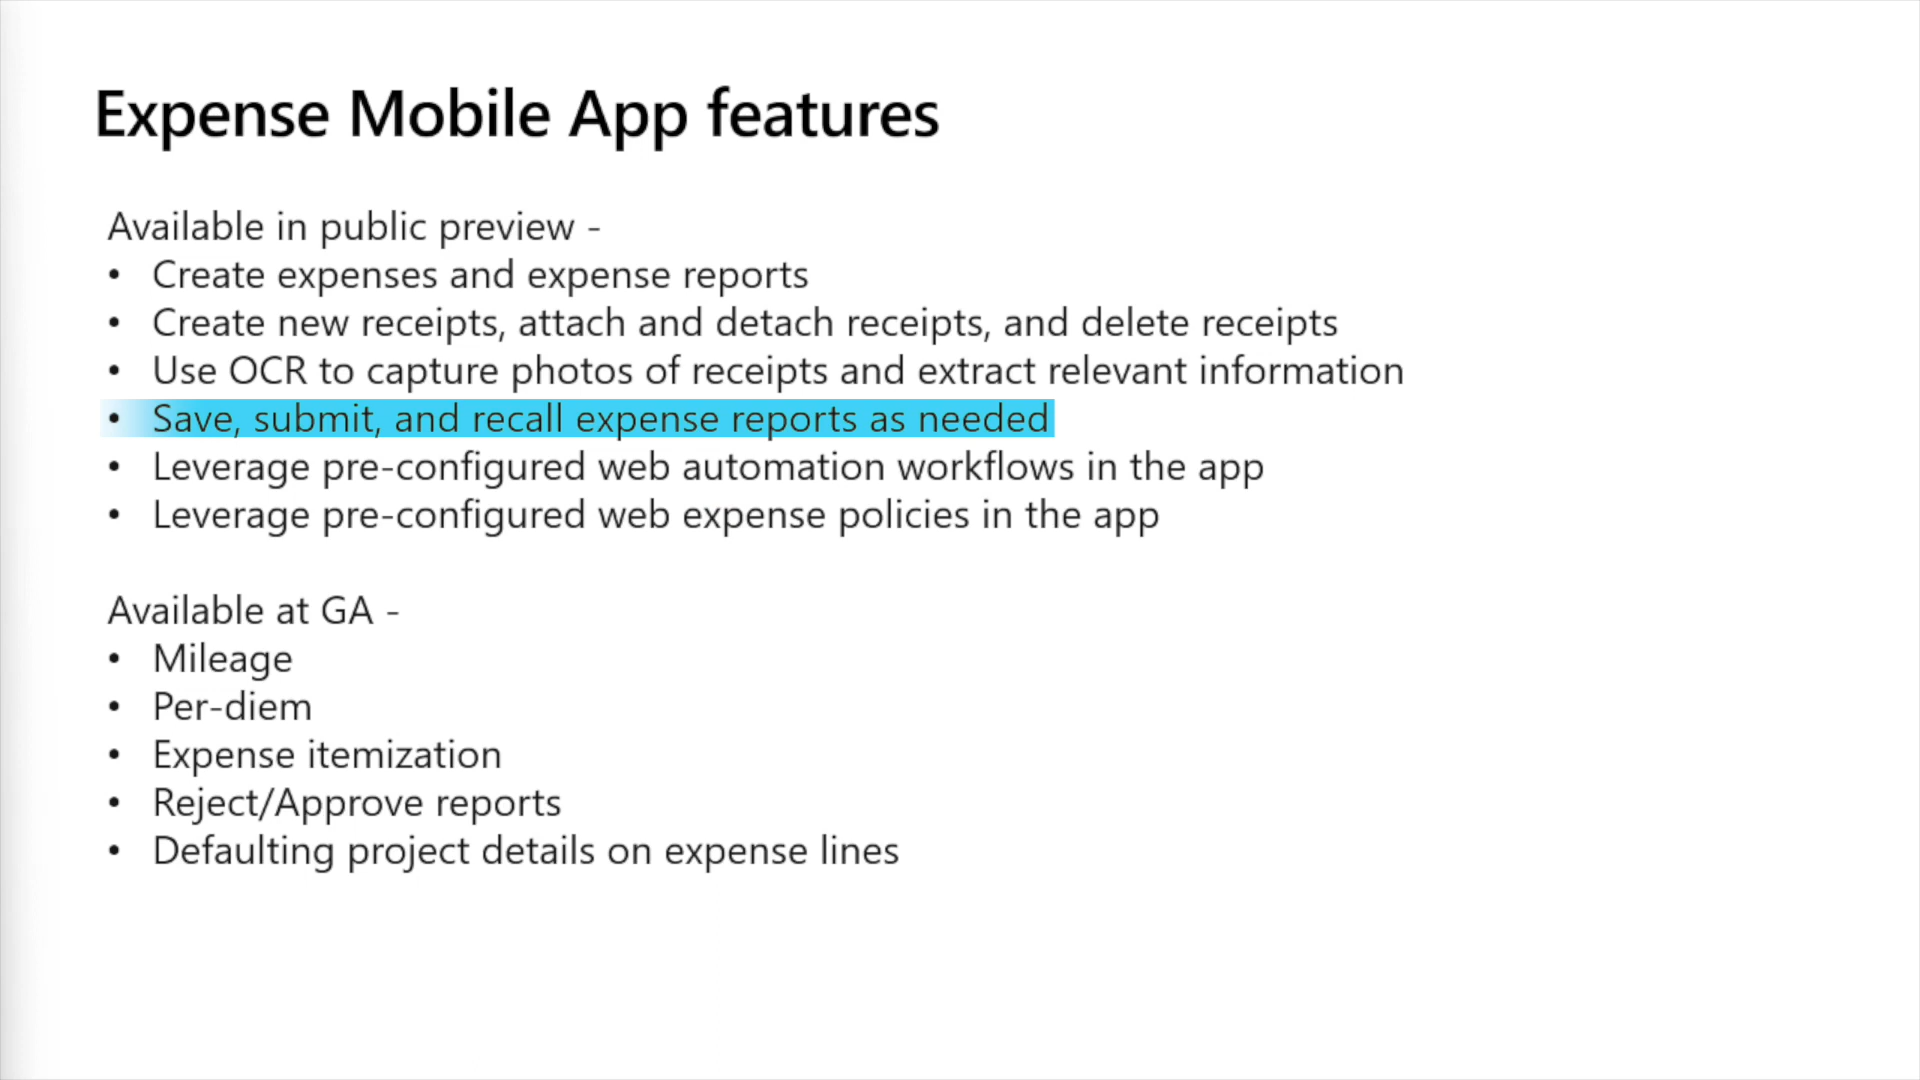 Expense Mobile App features
Available in public preview -
• Create expenses and expense reports
• Create new receipts, attach and detach receipts, and delete receipts
• Use OCR to capture photos of receipts and extract relevant information
• Save, submit, and recall expense reports as needed
• Leverage pre-configured web automation workflows in the app
• Leverage pre-configured web expense policies in the app
Available at GA -
• Mileage
• Per-diem
• Expense itemization
• Reject/Approve reports
• Defaulting project details on expense lines